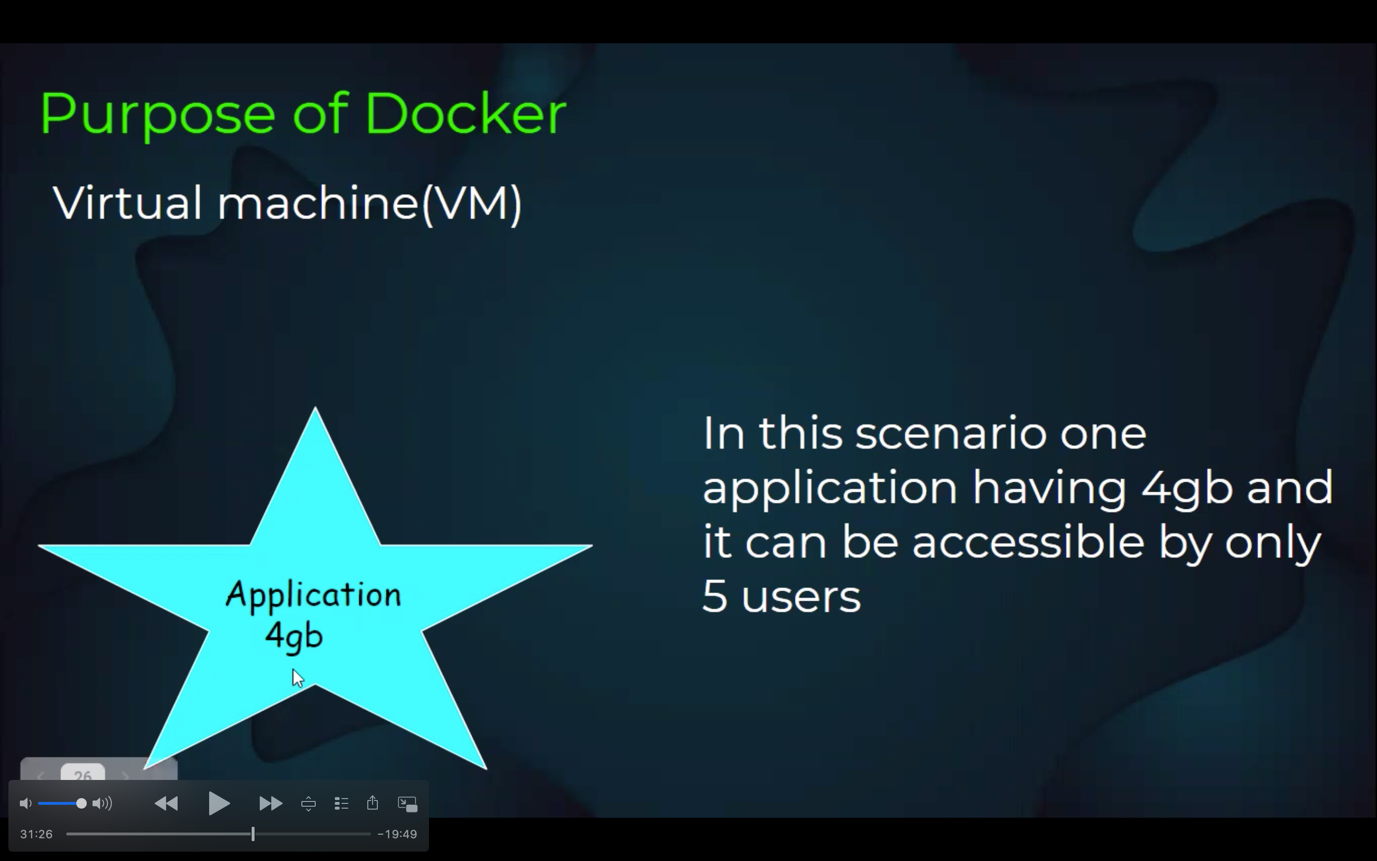 Purpose of Docker
Virtual machine(VM)
In this scenario one
application having 4gb and
it can be accessible by only
5 users
Application
4gb
26
31:26
-19:49